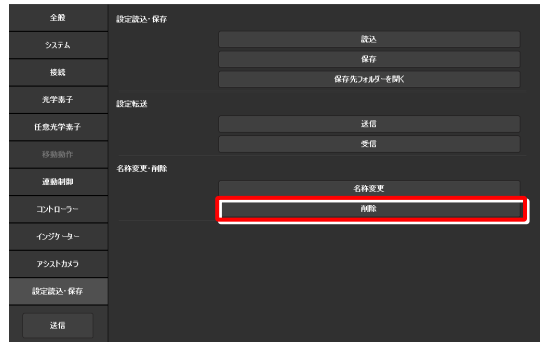 全般
システム
接続
光学素子
任意光学素子
移動動作
連動制御
コントローラー
インジケーター
アシストカメラ
設定読込・保存
送信
設定読込・保存
読込
保存
保存先フォルダーを開く
設定転送
送信
受信
名称変更・削除
名称変更
削除